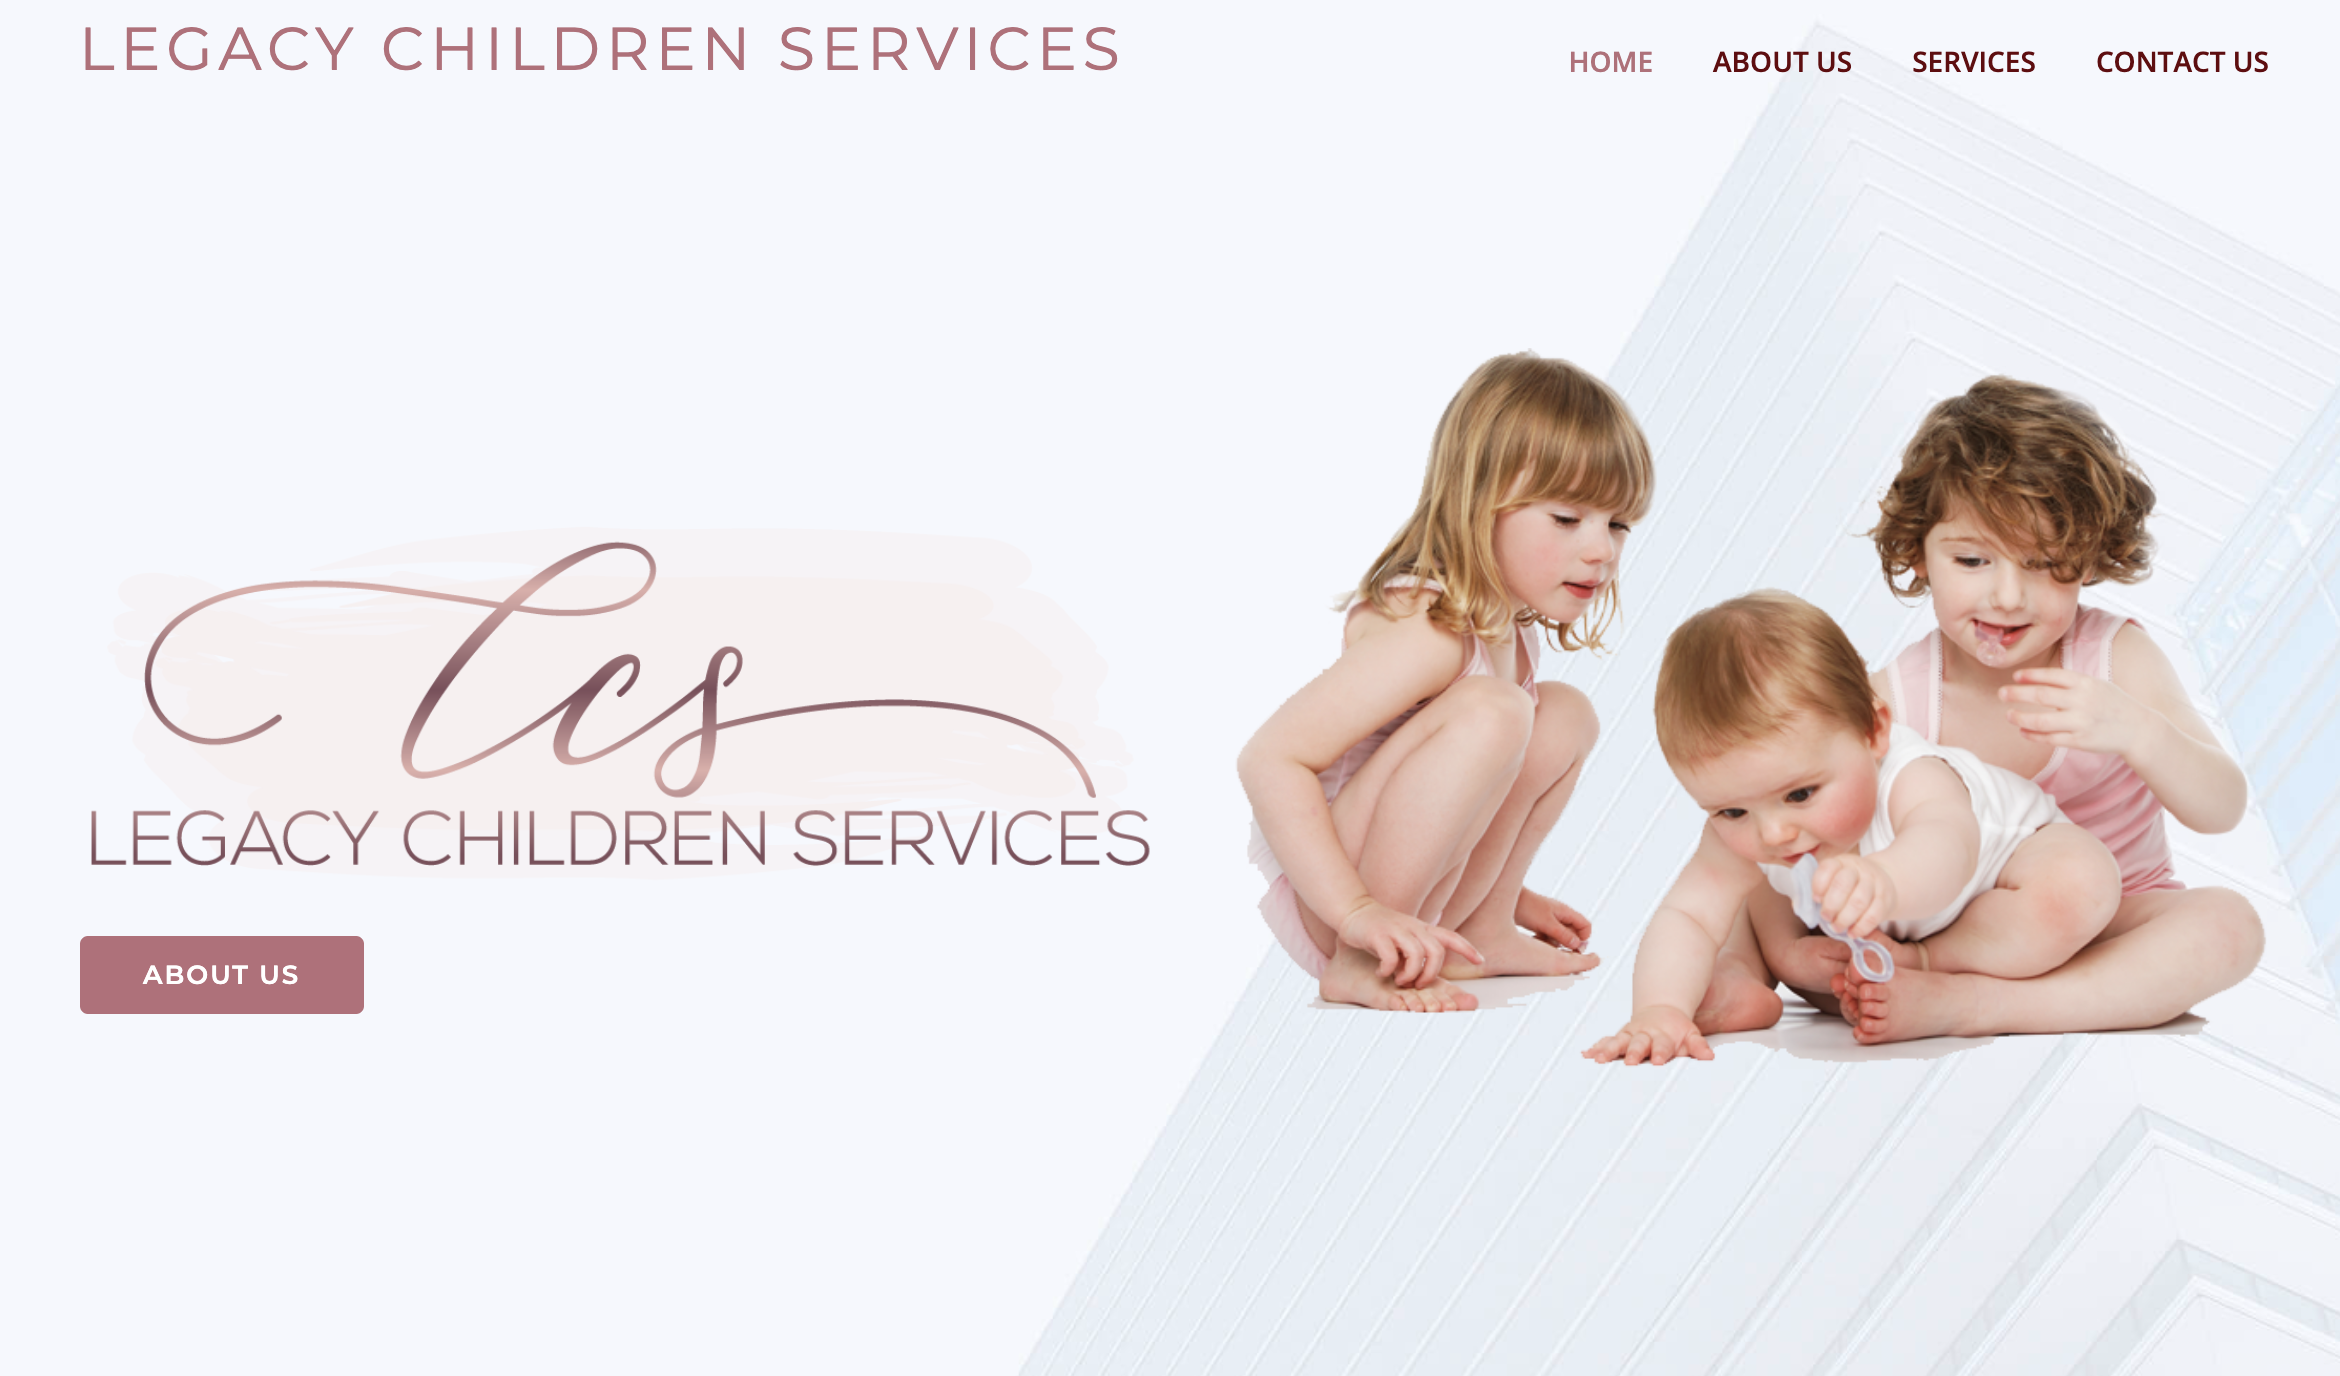 LEGACY CHILDREN SERVICES
HOME ABOUT US SERVICES CONTACT US
lcs
LEGACY CHILDREN SERVICES
ABOUT US